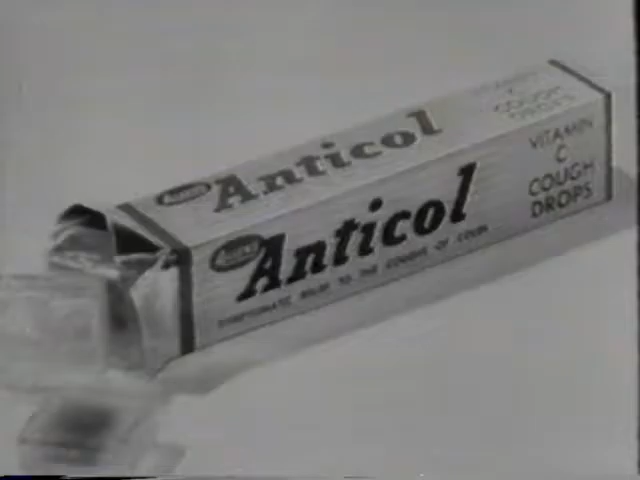 Anticol
VITAMIN
C
COUGH
DROPS
Anticol
SYMPTOMATIC RELIEF TO THE COUGHS OF COLDS
VITAMIN
C
COUGH
DROPS